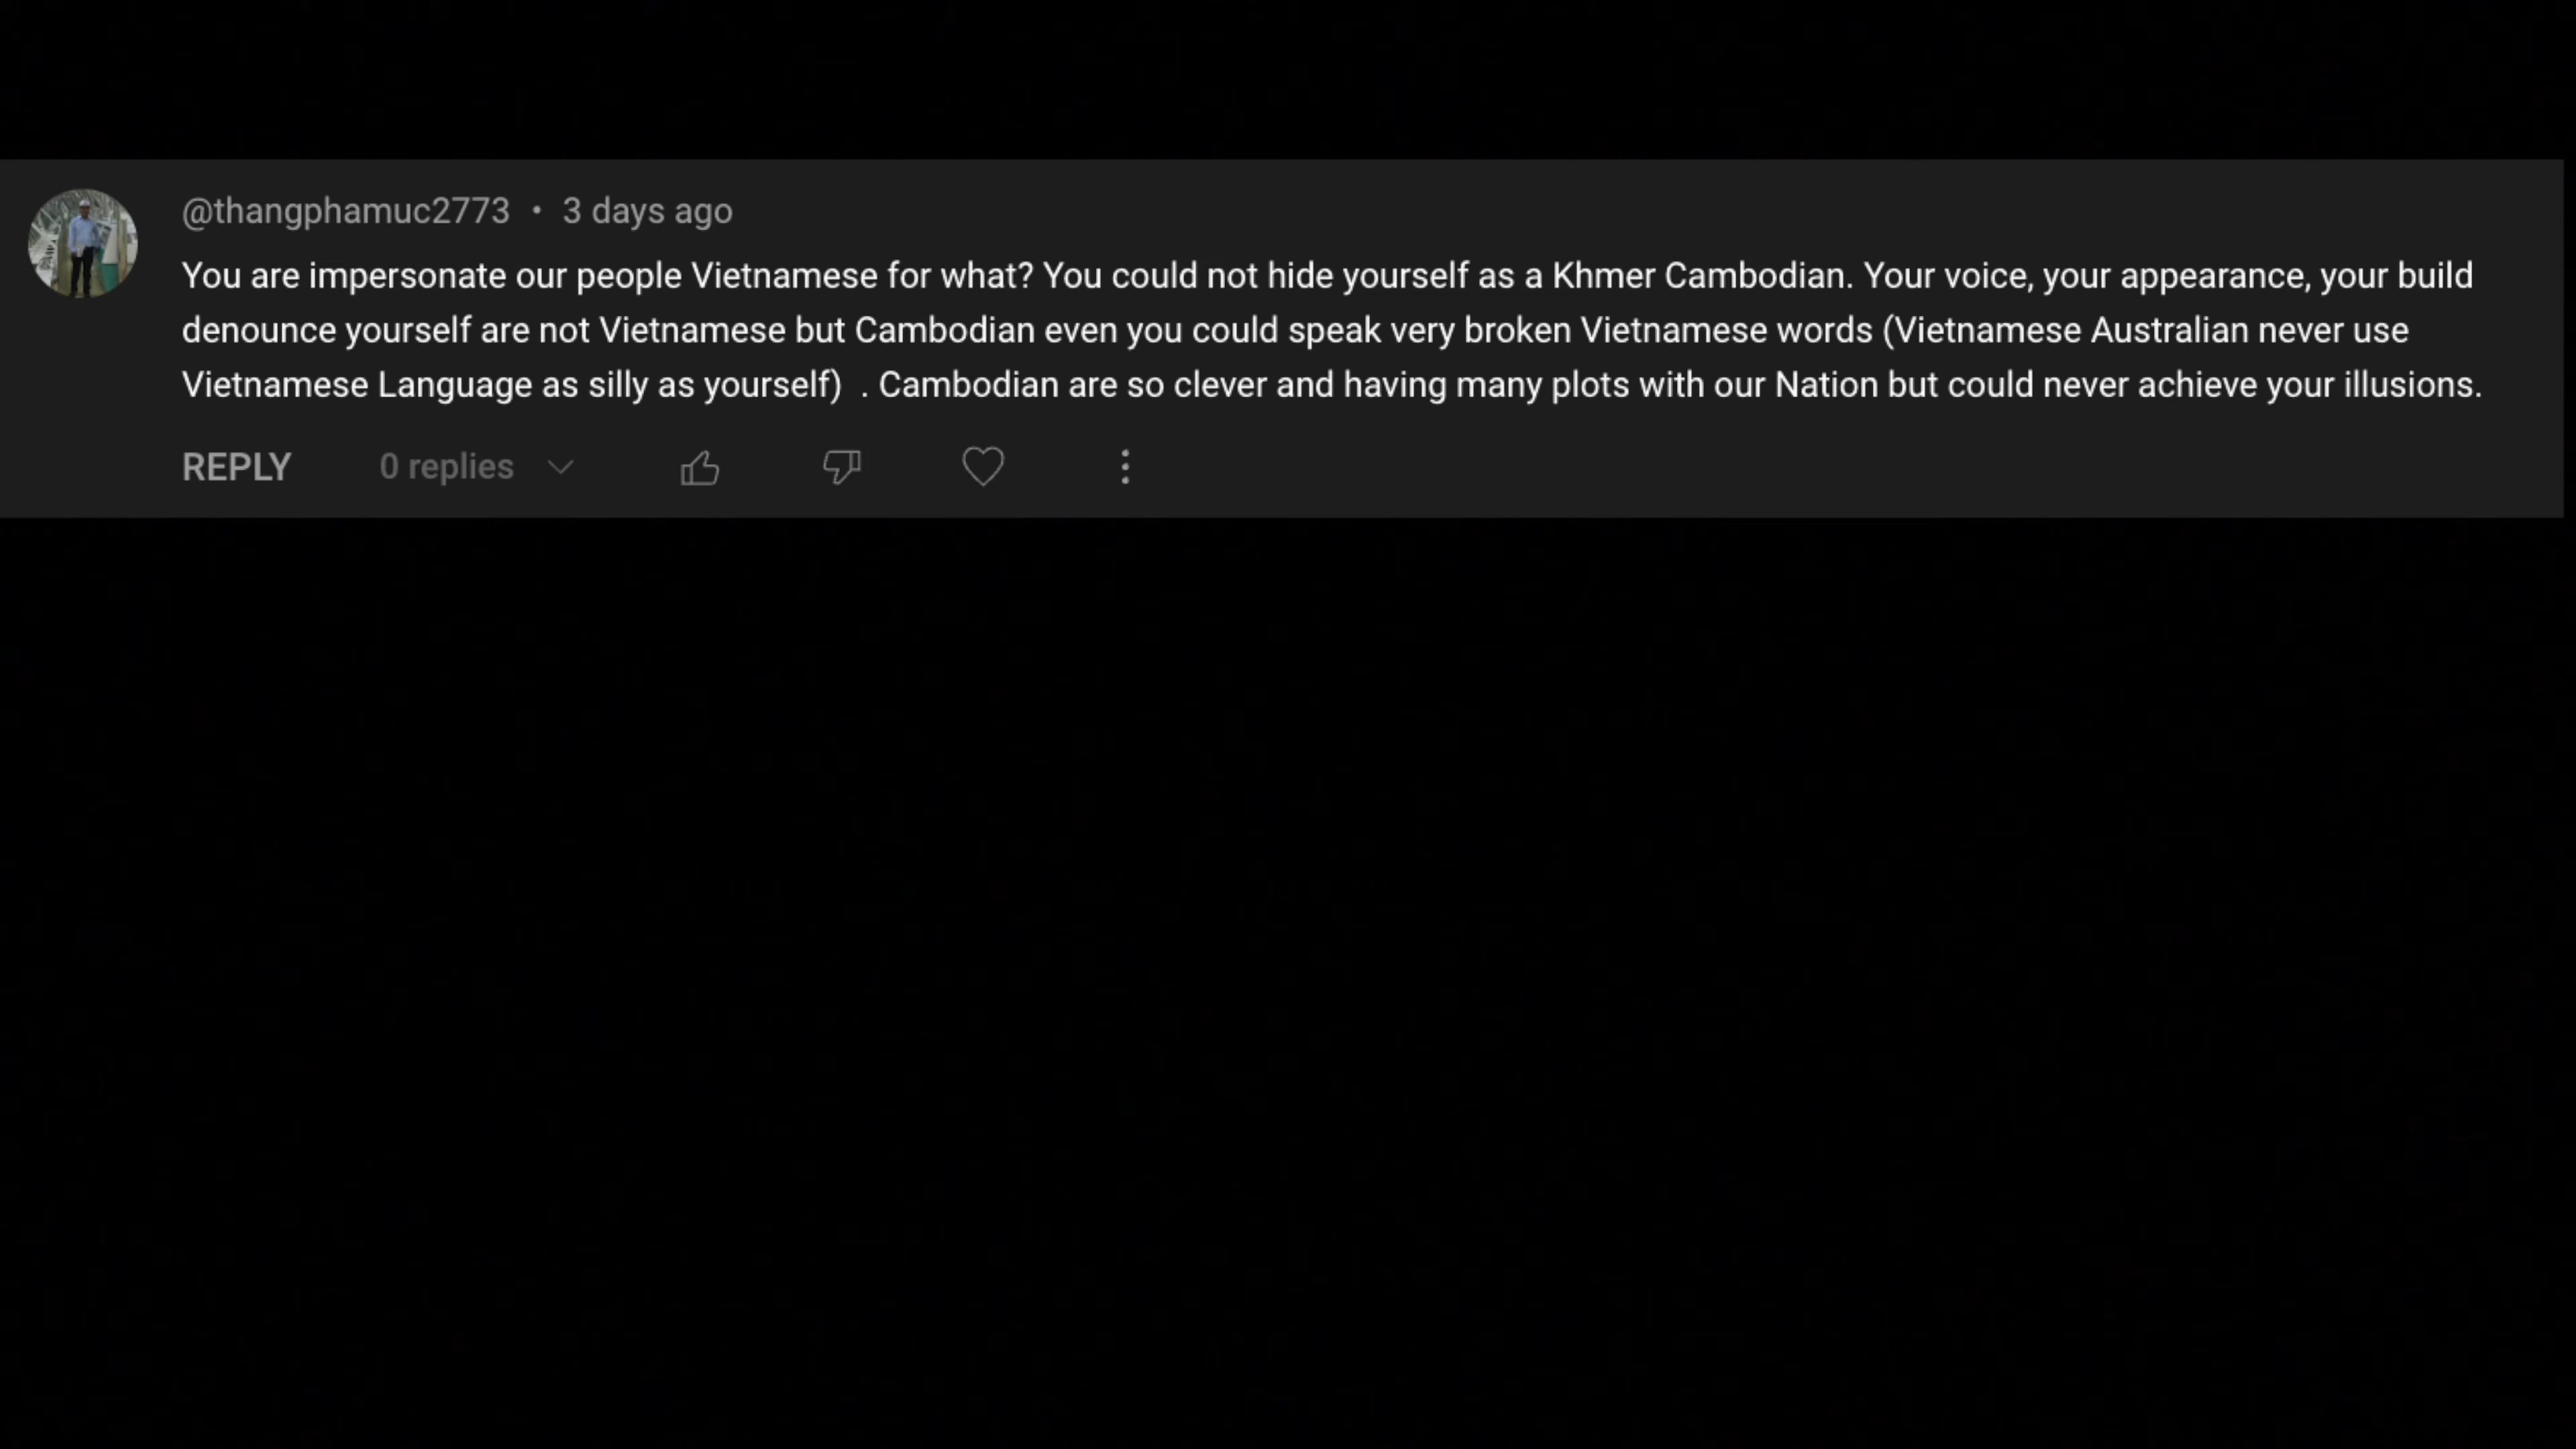 @thangphamuc2773 • 3 days ago
You are impersonate our people Vietnamese for what? You could not hide yourself as a Khmer Cambodian. Your voice, your appearance, your build
denounce yourself are not Vietnamese but Cambodian even you could speak very broken Vietnamese words (Vietnamese Australian never use
Vietnamese Language as silly as yourself)  . Cambodian are so clever and having many plots with our Nation but could never achieve your illusions.
REPLY 0 replies